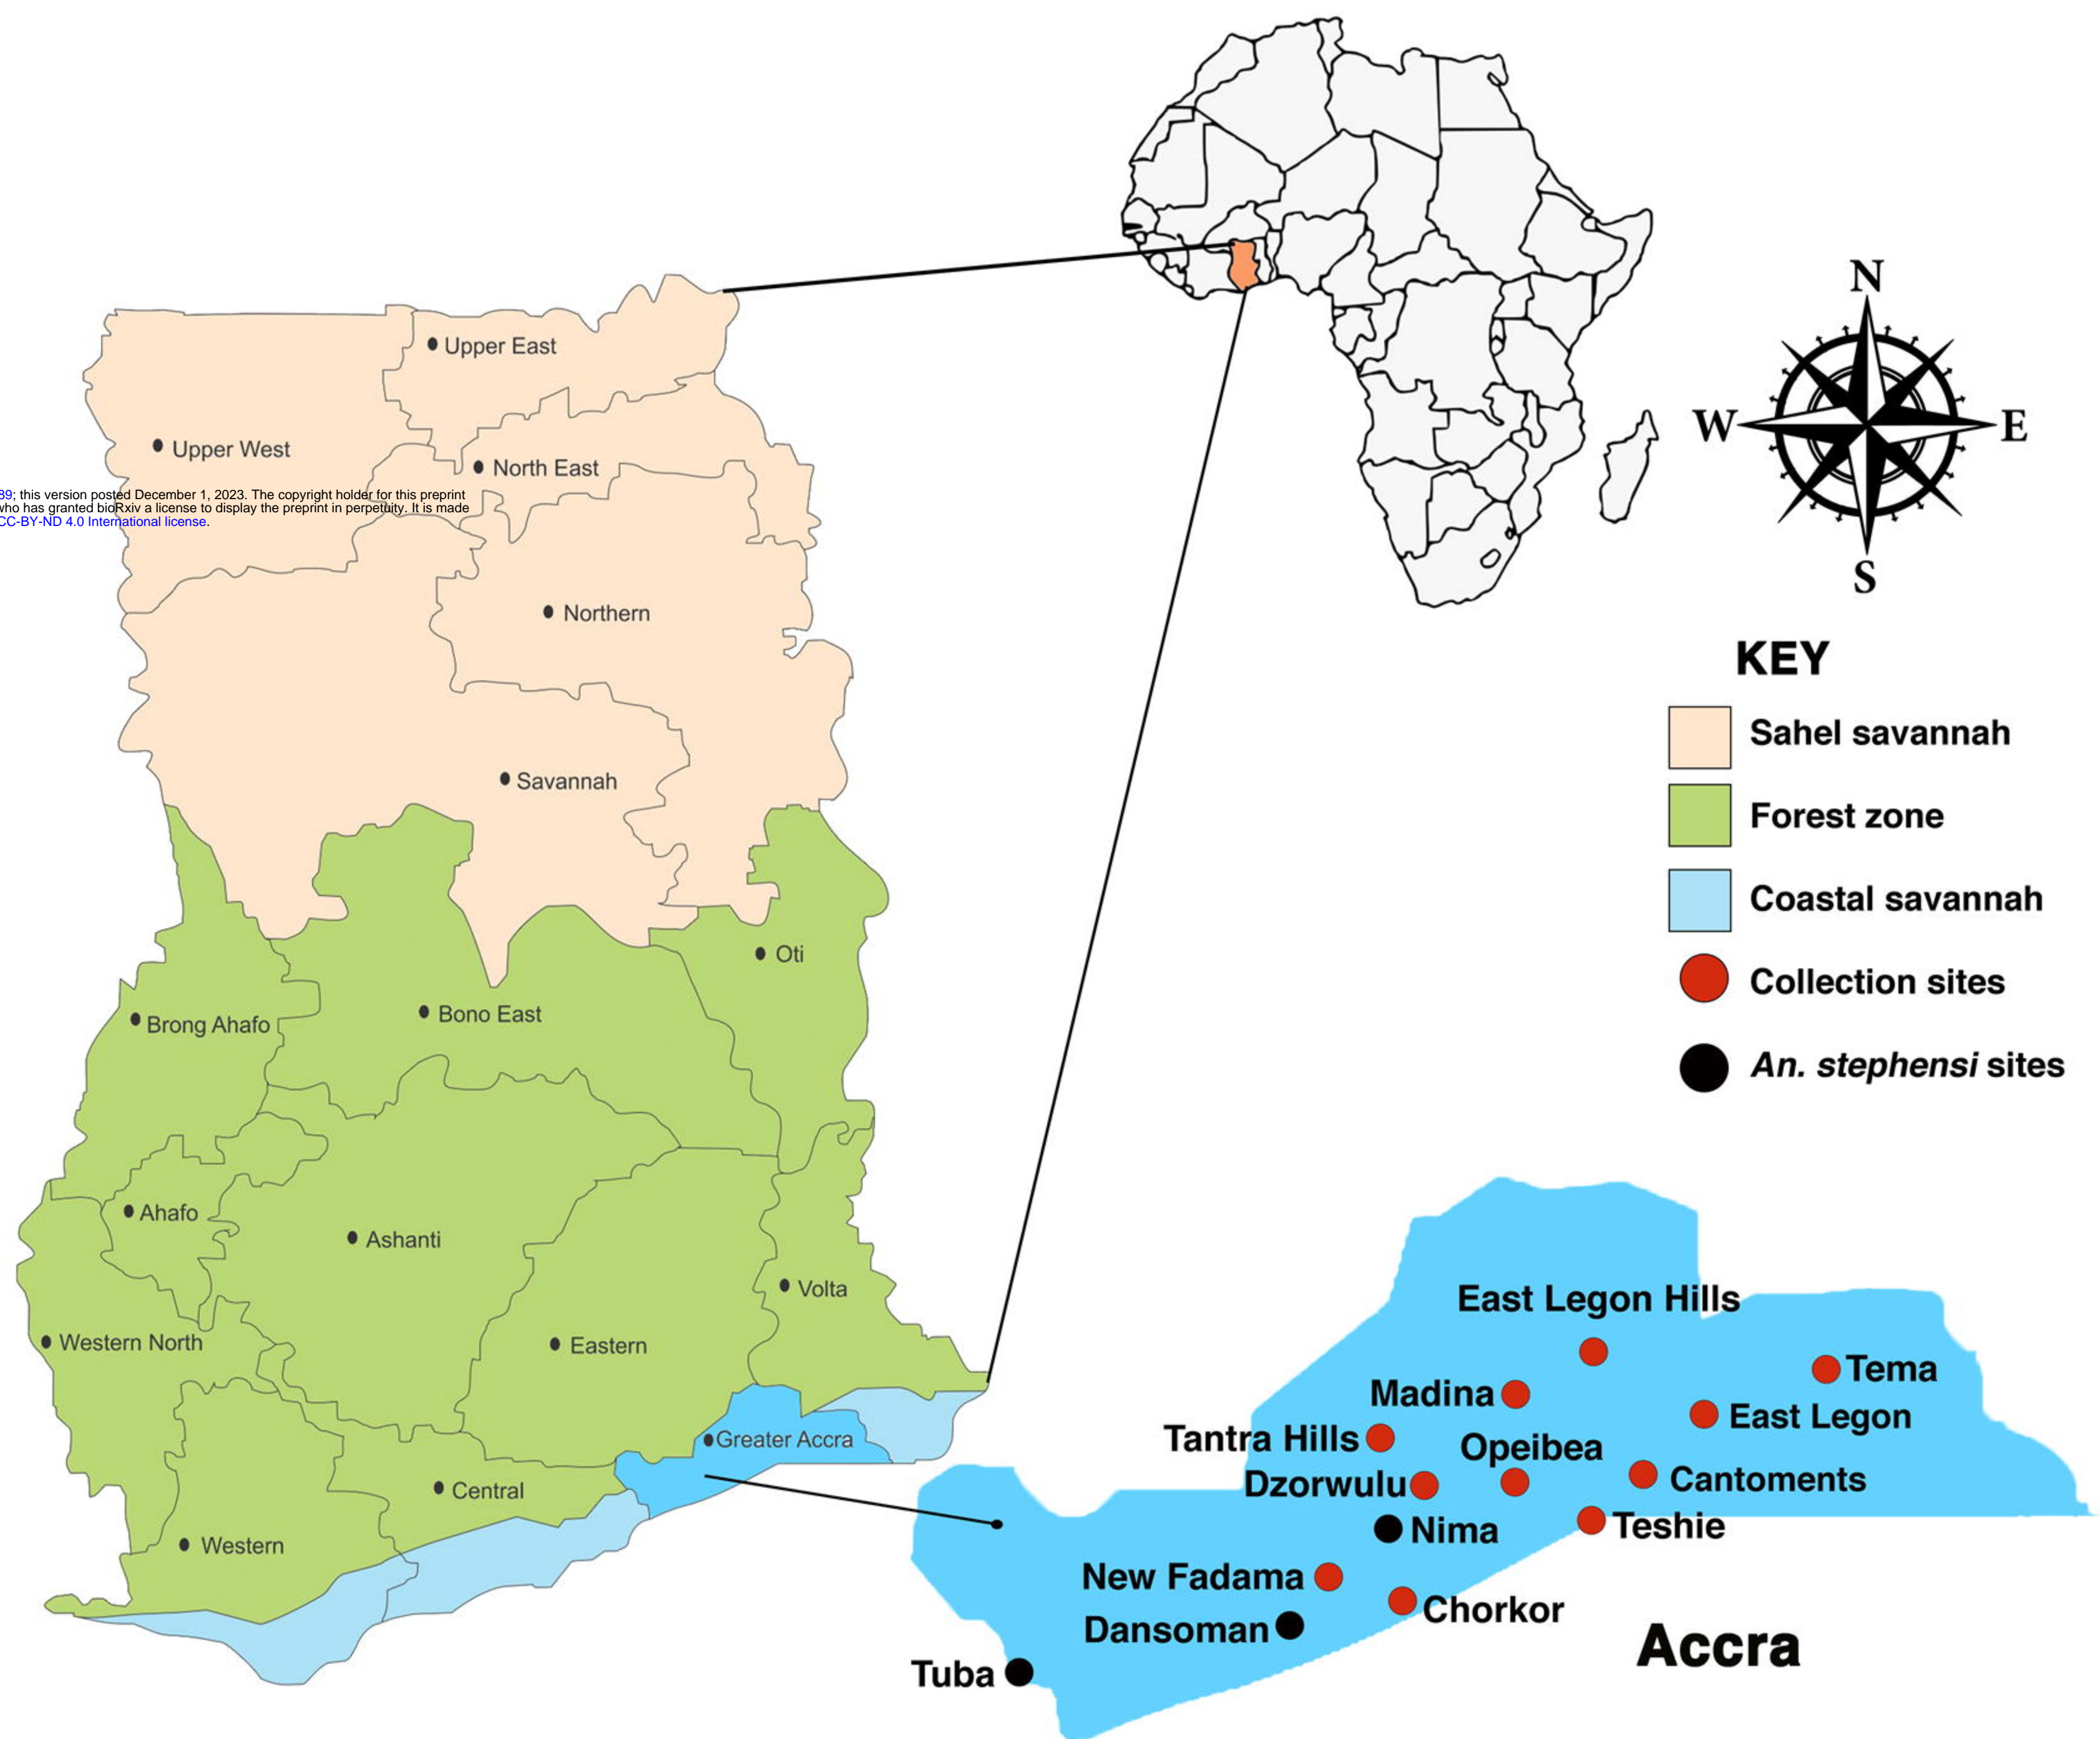 N
W
E
S
Upper East
Upper West
North East
89; this version posted December 1, 2023. The copyright holder for this preprint
who has granted bioRxiv a license to display the preprint in perpetuity. It is made
CC-BY-ND 4.0 International license.
Northern
Savannah
Oti
Bono East
Brong Ahafo
Ahafo
Ashanti
Volta
Western North
Eastern
Greater Accra
Central
Western
KEY
Sahel savannah
Forest zone
Coastal savannah
Collection sites
An. stephensi sites
East Legon Hills
Tema
Madina
East Legon
Tantra Hills
Opeibea
Dzorwulu
Cantoments
Nima
Teshie
New Fadama
Chorkor
Dansoman
Accra
Tuba